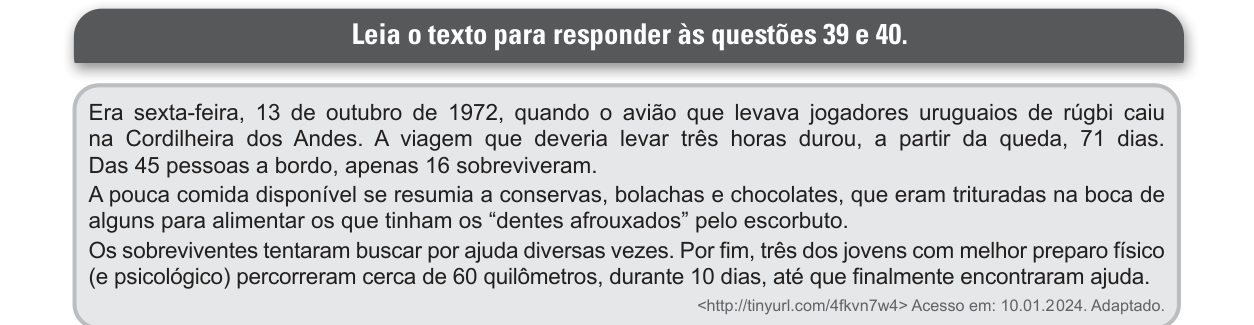 Leia o texto para responder às questões 39 e 40.
Era sexta-feira, 13 de outubro de 1972, quando o avião que levava jogadores uruguaios de rúgbi caiu
na Cordilheira dos Andes. A viagem que deveria levar três horas durou, a partir da queda, 71 dias.
Das 45 pessoas a bordo, apenas 16 sobreviveram.
A pouca comida disponível se resumia a conservas, bolachas e chocolates, que eram trituradas na boca de
alguns para alimentar os que tinham os “dentes afrouxados” pelo escorbuto.
Os sobreviventes tentaram buscar por ajuda diversas vezes. Por fim, três dos jovens com melhor preparo físico
(e psicológico) percorreram cerca de 60 quilômetros, durante 10 dias, até que finalmente encontraram ajuda.
<http://tinyurl.com/4fkvn7w4> Acesso em: 10.01.2024. Adaptado.